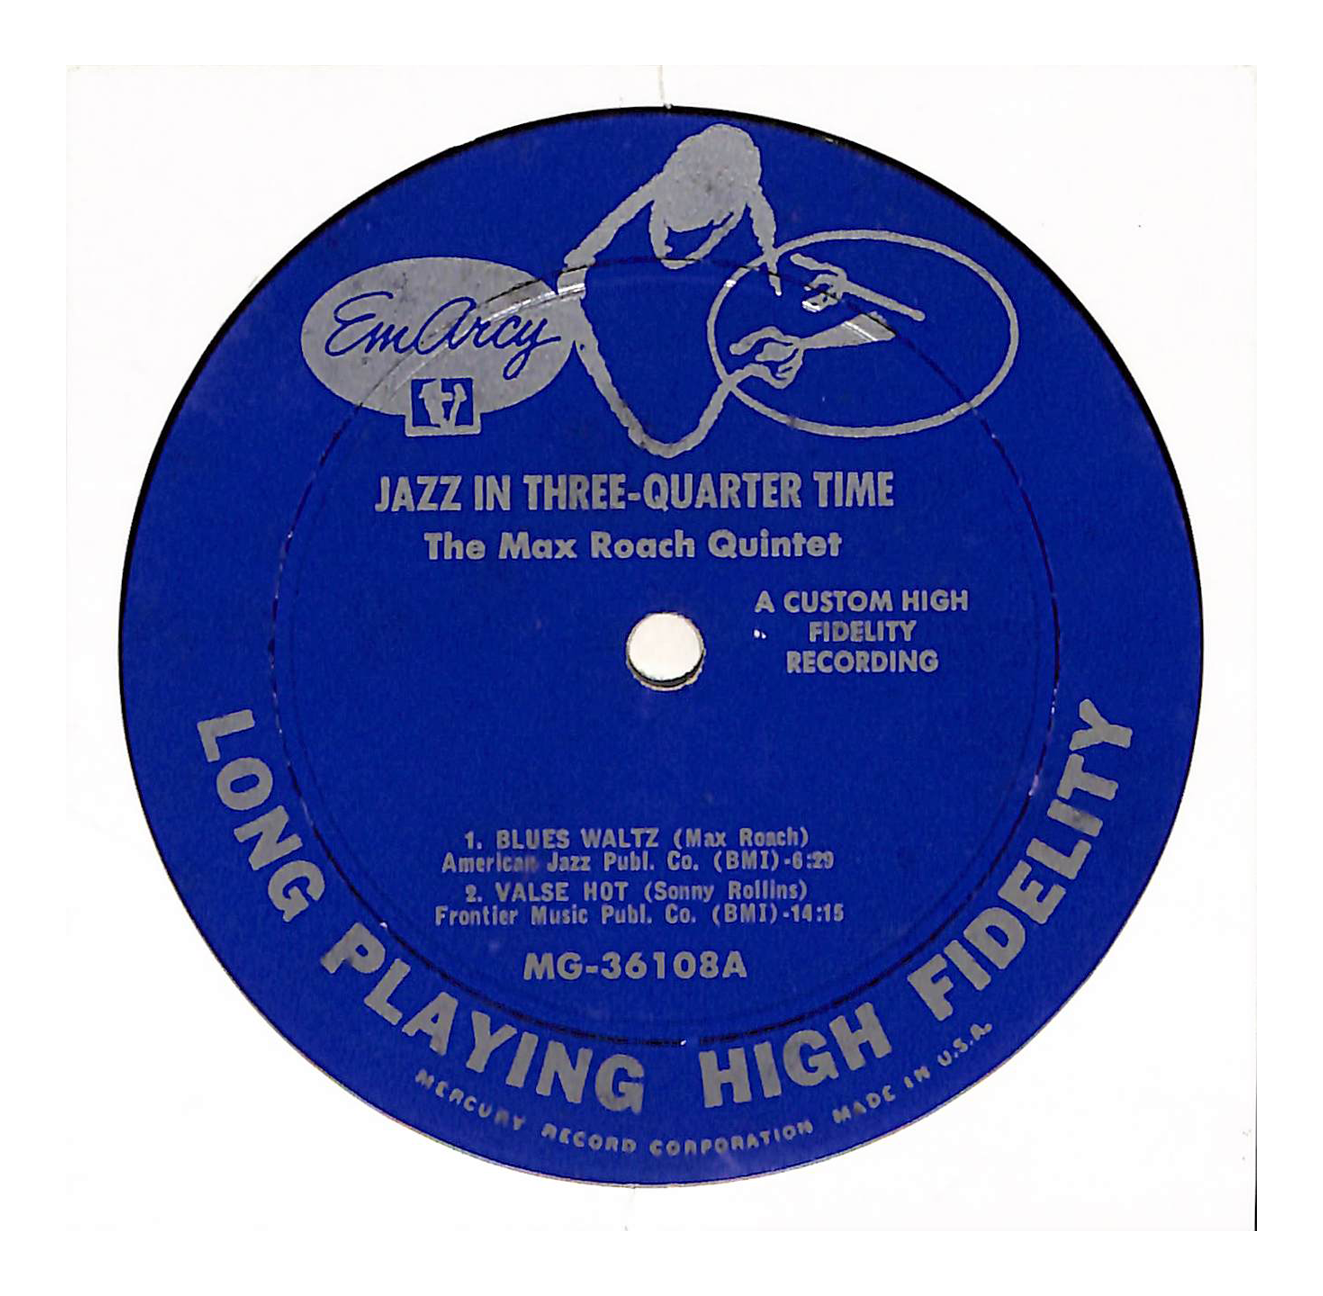 EmArcy
JAZZ IN THREE-QUARTER TIME
The Max Roach Quintet
A CUSTOM HIGH
FIDELITY
RECORDING
1. BLUES WALTZ (Max Roach)
American Jazz Publ. Co. (BMI)-6:29
2. VALSE HOT (Sonny Rollins)
Frontier Music Publ. Co. (BMI)-14:15
MG-36108A
LONG PLAYING HIGH FIDELITY
MERCURY RECORD CORPORATION MADE IN U.S.A.